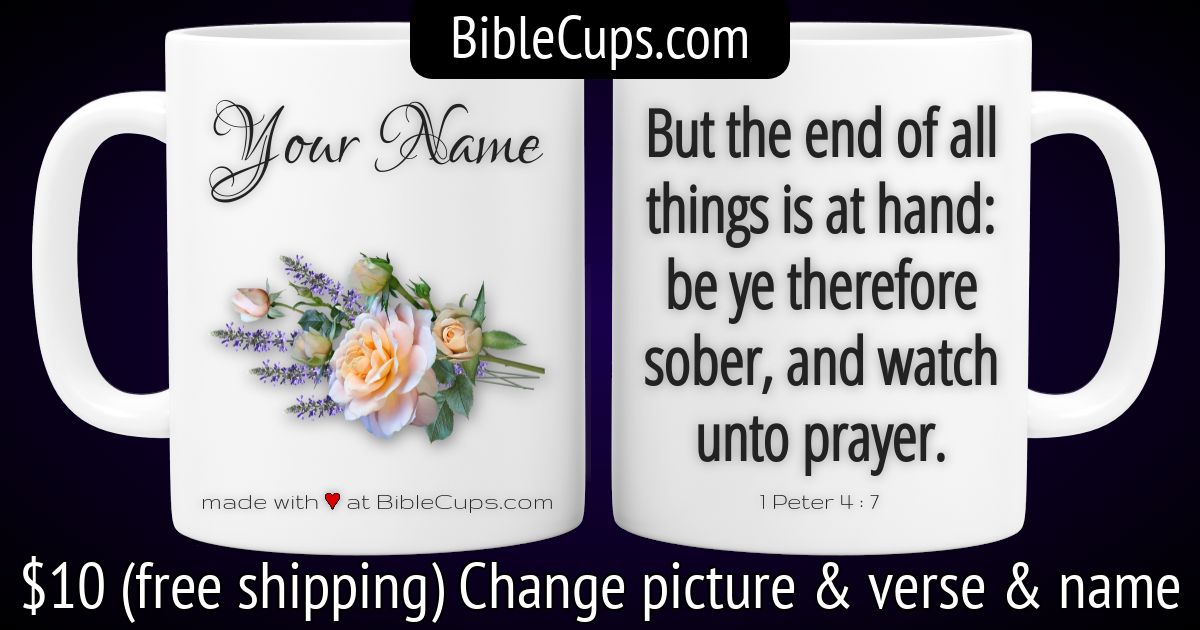 BibleCups.com
Your Name
made with ♥ at BibleCups.com
But the end of all
things is at hand:
be ye therefore
sober, and watch
unto prayer.
1 Peter 4 : 7
$10 (free shipping) Change picture & verse & name